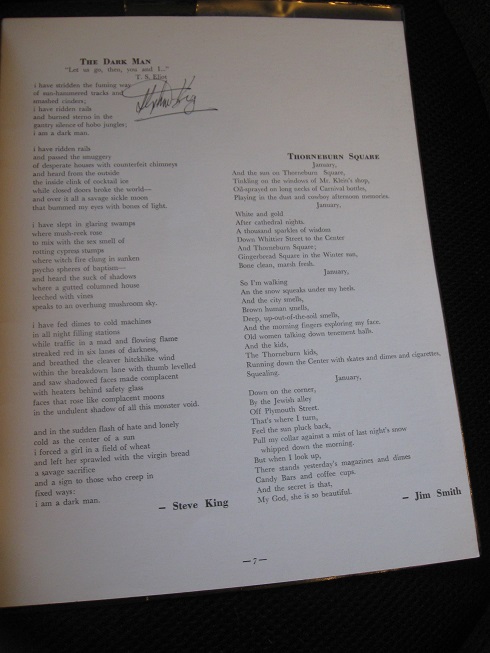 THE DARK MAN
"Let us go, then, you and I..."
T. S. Eliot
i have stridden the fuming way
of sun-hammered tracks and
smashed cinders;
i have ridden rails
and burned sterno in the
gantry silence of hobo jungles;
i am a dark man.
i have ridden rails
and passed the smuggery
of desperate houses with counterfeit chimneys
and heard from the outside
the inside clink of cocktail ice
while closed doors broke the world—
and over it all a savage sickle moon
that bummed my eyes with bones of light.
i have slept in glaring swamps
where musk-reek rose
to mix with the sex smell of
rotting cypress stumps
where witch fire clung in sunken
psycho spheres of baptism—
and heard the suck of shadows
where a gutted columned house
leeched with vines
speaks to an overhung mushroom sky.
i have fed dimes to cold machines
in all night filling stations
while traffic in a mad and flowing flame
streaked red in six lanes of darkness,
and breathed the cleaver hitchhike wind
within the breakdown lane with thumb levelled
and saw shadowed faces made complacent
with heaters behind safety glass
faces that rose like complacent moons
in the undulent shadow of all this monster void.
and in the sudden flash of hate and lonely
cold as the center of a sun
i forced a girl in a field of wheat
and left her sprawled with the virgin bread
a savage sacrifice
and a sign to those who creep in
fixed ways:
i am a dark man.
— Steve King
Stephen King
THORNEBURN SQUARE
January,
And the sun on Thorneburn Square,
Tinkling on the windows of Mr. Klein's shop,
Oil-sprayed on long necks of Carnival bottles,
Playing in the dust and cowboy afternoon memories.
January,
White and gold
After cathedral nights.
A thousand sparkles of wisdom
Down Whittier Street to the Center
And Thorneburn Square;
Gingerbread Square in the Winter sun,
Bone clean, marsh fresh.
January,
So I'm walking
As the snow squeaks under my heels
And the city smells,
Brown human smells,
Deep, up-out-of-the-soil smells,
And the morning fingers exploring my face.
Old women talking down tenement halls.
And the kids,
The Thorneburn kids,
Running down the Center with skates and dimes and cigarettes,
Squealing.
January,
Down on the corner,
By the Jewish alley
Off Plymouth Street.
That's where I turn,
Feel the sun pluck back,
Pull my collar against a mist of last night's snow
whipped down the morning.
But when I look up,
There stands yesterday's magazines and dimes
Candy Bars and coffee cups.
And the secret is that,
My God, she is so beautiful.
— Jim Smith
— 7 —